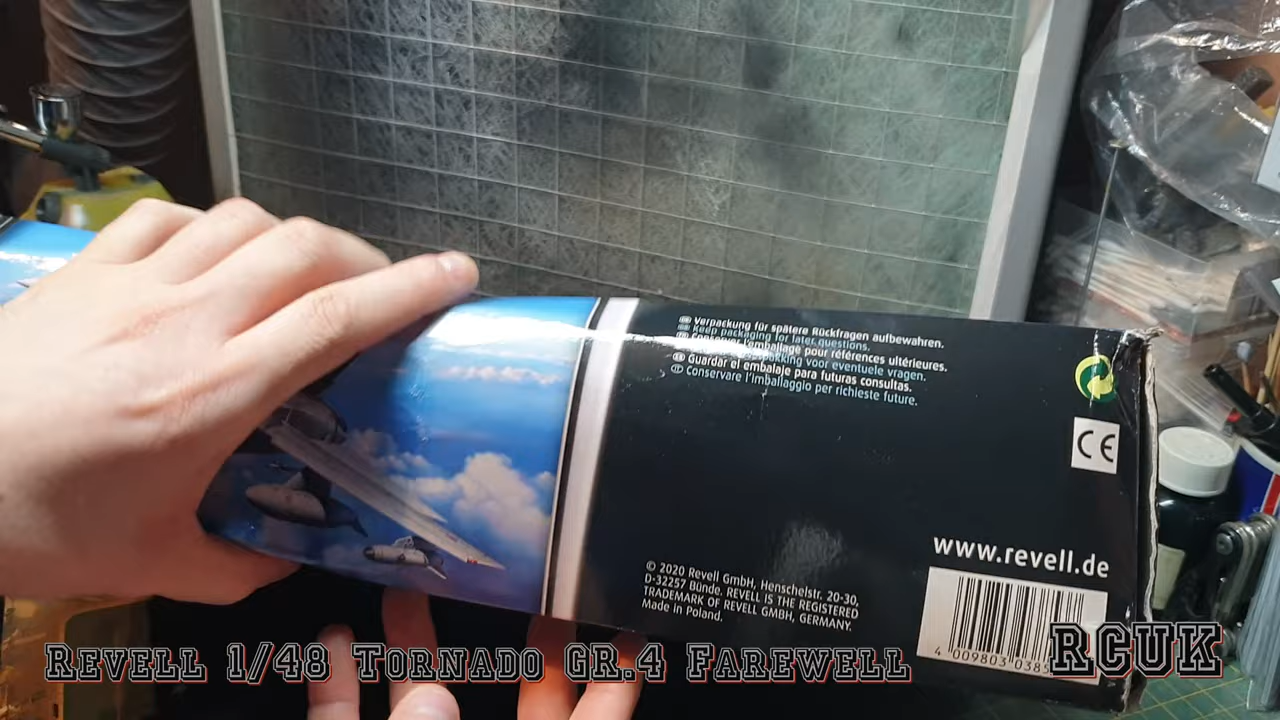 Verpackung für spätere Rückfragen aufbewahren.
Keep packaging for later questions.
l'emballage pour références ultérieures.
voor eventuele vragen.
Guardar el embalaje para futuras consultas.
Conservare l'imballaggio per richieste future.
CE
www.revell.de
© 2020 Revell GmbH, Henschelstr. 20-30,
D-32257 Bünde. REVELL IS THE REGISTERED
TRADEMARK OF REVELL GMBH, GERMANY.
Made in Poland.
4 009803 038
Revell 1/48 Tornado GR.4 Farewell
RCUK